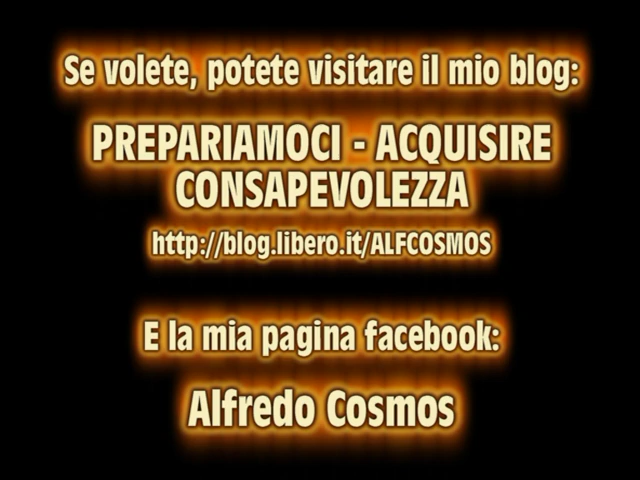 Se volete, potete visitare il mio blog:
PREPARIAMOCI - ACQUISIRE
CONSAPEVOLEZZA
http://blog.libero.it/ALFCOSMOS
E la mia pagina facebook:
Alfredo Cosmos